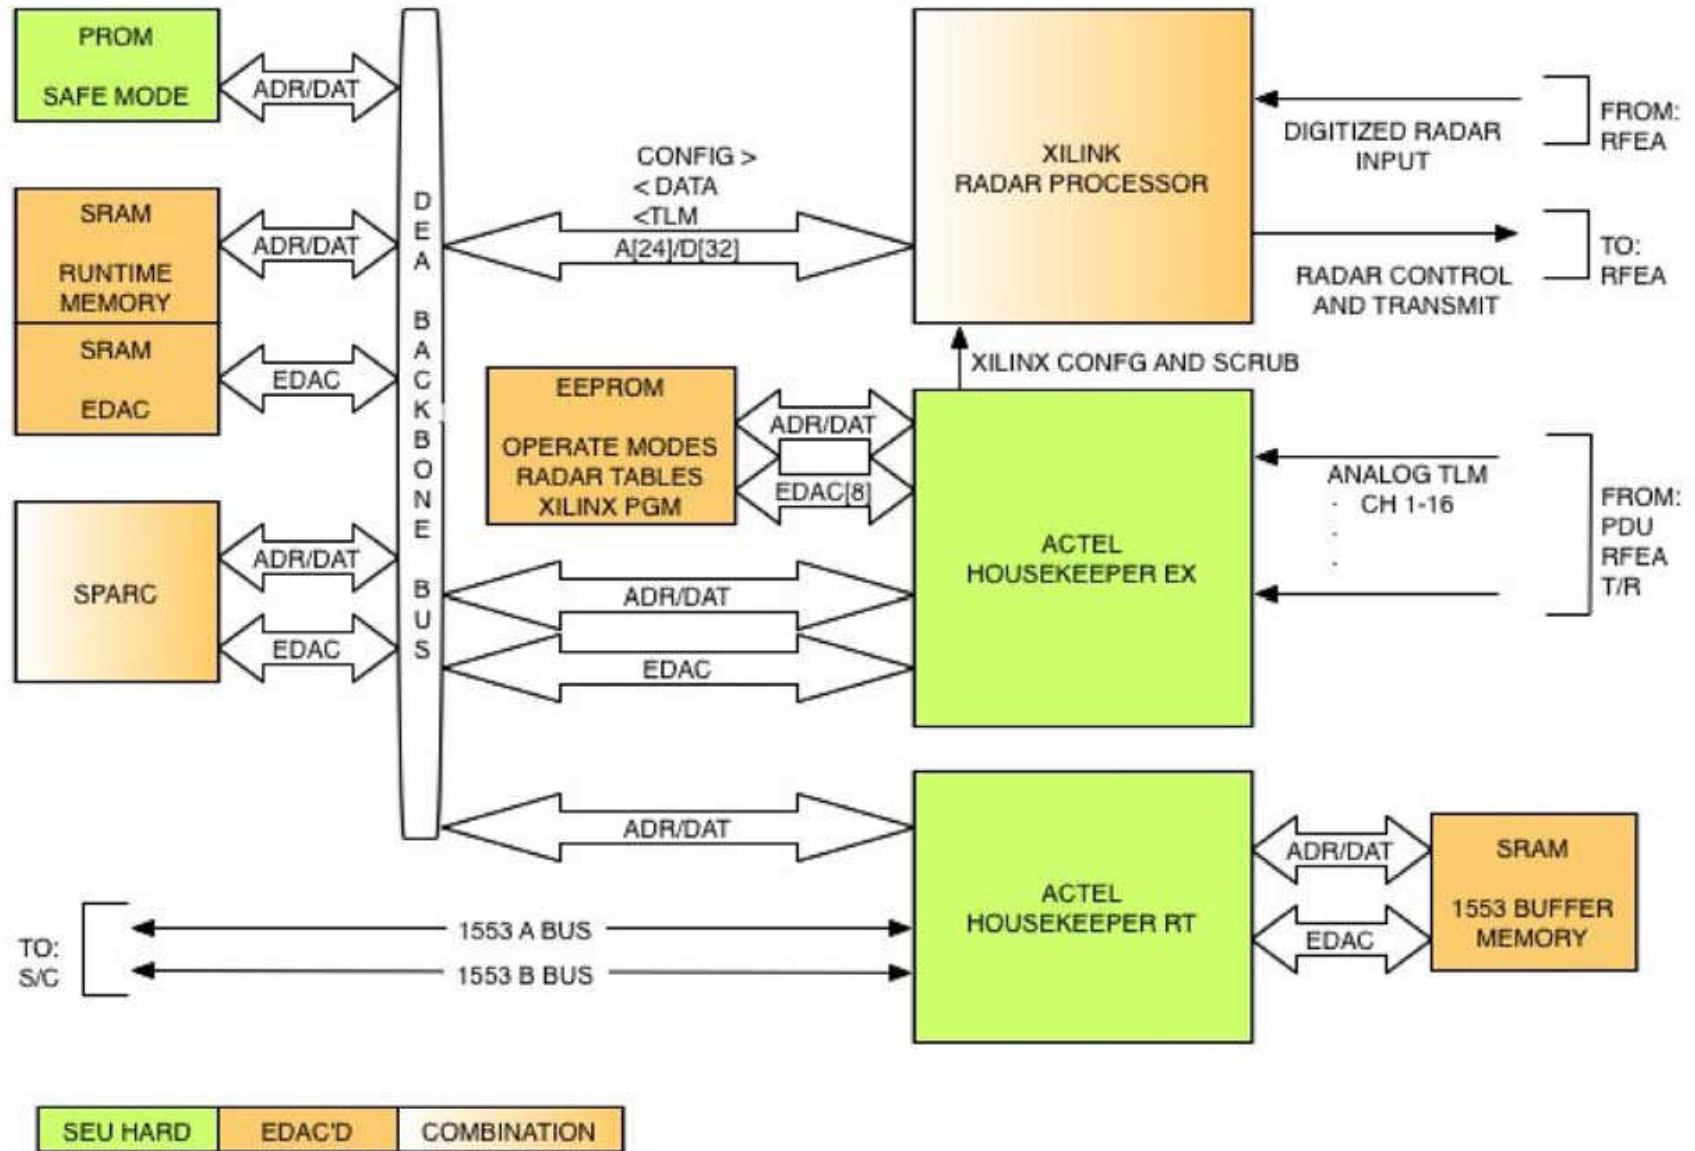 PROM
SAFE MODE
ADR/DAT
SRAM
RUNTIME
MEMORY
ADR/DAT
SRAM
EDAC
EDAC
SPARC
ADR/DAT
EDAC
DEA BACKBONE BUS
CONFIG >
< DATA
<TLM
A[24]/D[32]
XILINK
RADAR PROCESSOR
DIGITIZED RADAR
INPUT
FROM:
RFEA
RADAR CONTROL
AND TRANSMIT
TO:
RFEA
XILINX CONFG AND SCRUB
EEPROM
OPERATE MODES
RADAR TABLES
XILINX PGM
ADR/DAT
EDAC[8]
ACTEL
HOUSEKEEPER EX
ADR/DAT
EDAC
ANALOG TLM
CH 1-16
FROM:
PDU
RFEA
T/R
ADR/DAT
ACTEL
HOUSEKEEPER RT
ADR/DAT
EDAC
SRAM
1553 BUFFER
MEMORY
TO:
S/C
1553 A BUS
1553 B BUS
SEU HARD
EDAC'D
COMBINATION